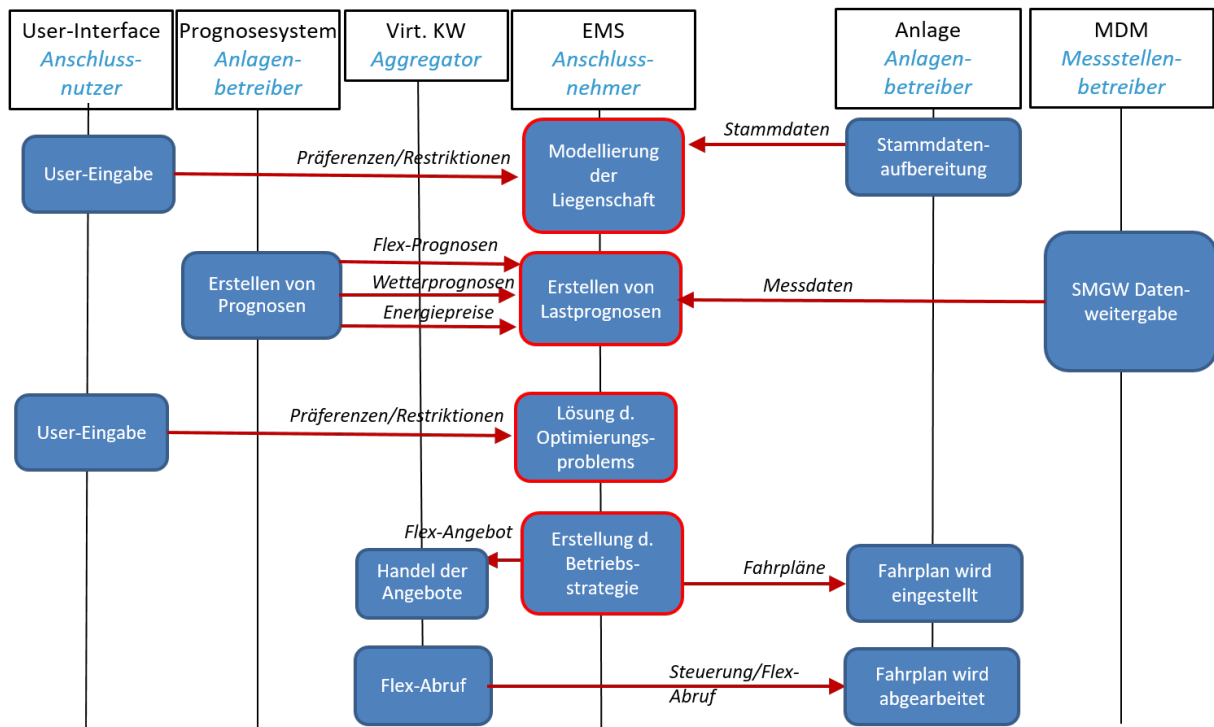 User-Interface
Anschluss-
nutzer
Prognosesystem
Anlagen-
betreiber
Virt. KW
Aggregator
EMS
Anschluss-
nehmer
Anlage
Anlagen-
betreiber
MDM
Messstellen-
betreiber
User-Eingabe
Präferenzen/Restriktionen
Modellierung
der
Liegenschaft
Stammdaten
Stammdaten-
aufbereitung
Erstellen von
Prognosen
Flex-Prognosen
Wetterprognosen
Energiepreise
Erstellen von
Lastprognosen
Messdaten
SMGW Daten-
weitergabe
User-Eingabe
Präferenzen/Restriktionen
Lösung d.
Optimierungs-
problems
Flex-Angebot
Handel der
Angebote
Erstellung d.
Betriebs-
strategie
Fahrpläne
Fahrplan wird
eingestellt
Flex-Abruf
Steuerung/Flex-
Abruf
Fahrplan wird
abgearbeitet